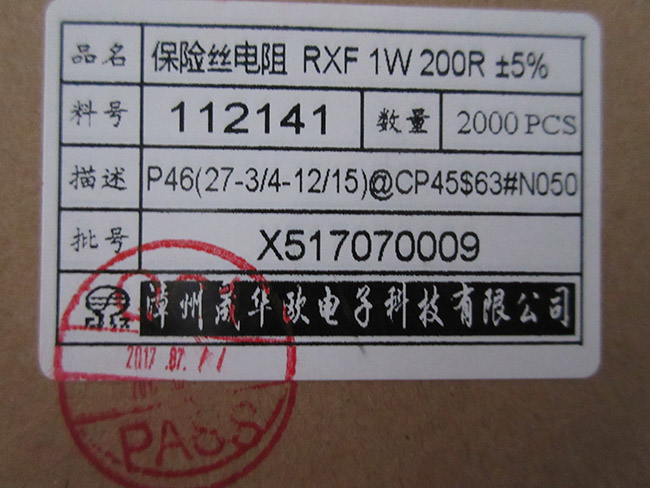 品名 保险丝电阻 RXF 1W 200R ±5%
料号 112141 数量 2000 PCS
描述 P46(27-3/4-12/15)@CP45$63#N050
批号 X517070009
漳州晟华欧电子科技有限公司
2017.07.11
PASS